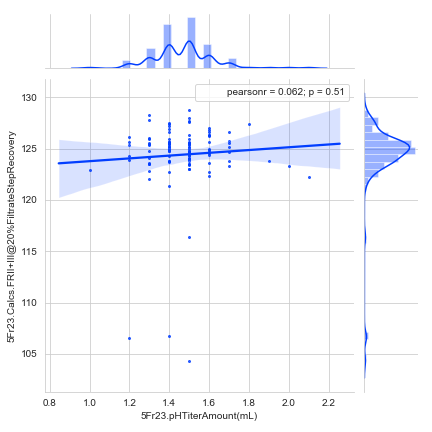 pearsonr = 0.062; p = 0.51
130
125
120
115
110
105
5Fr23.Calcs.FRII+III@20%FiltrateStepRecovery
0.8 1.0 1.2 1.4 1.6 1.8 2.0 2.2
5Fr23.pHTiterAmount(mL)